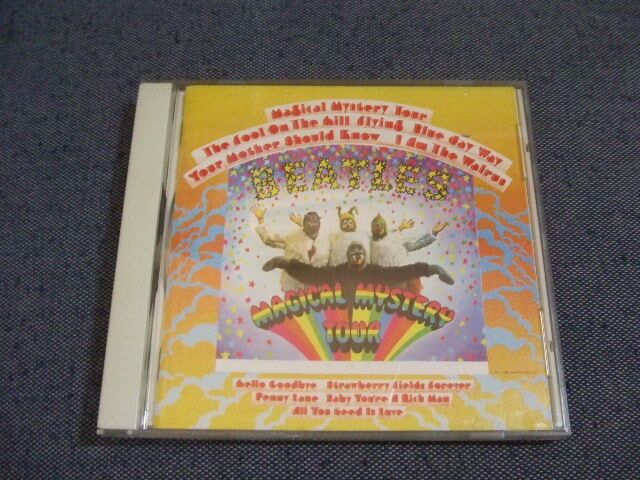 Magical Mystery Tour
The Fool On The Hill Flying Blue Jay Way
Your Mother Should Know I Am The Walrus
BEATLES
MAGICAL MYSTERY
TOUR
Hello Goodbye Strawberry Fields Forever
Penny Lane Baby You're A Rich Man
All You Need Is Love